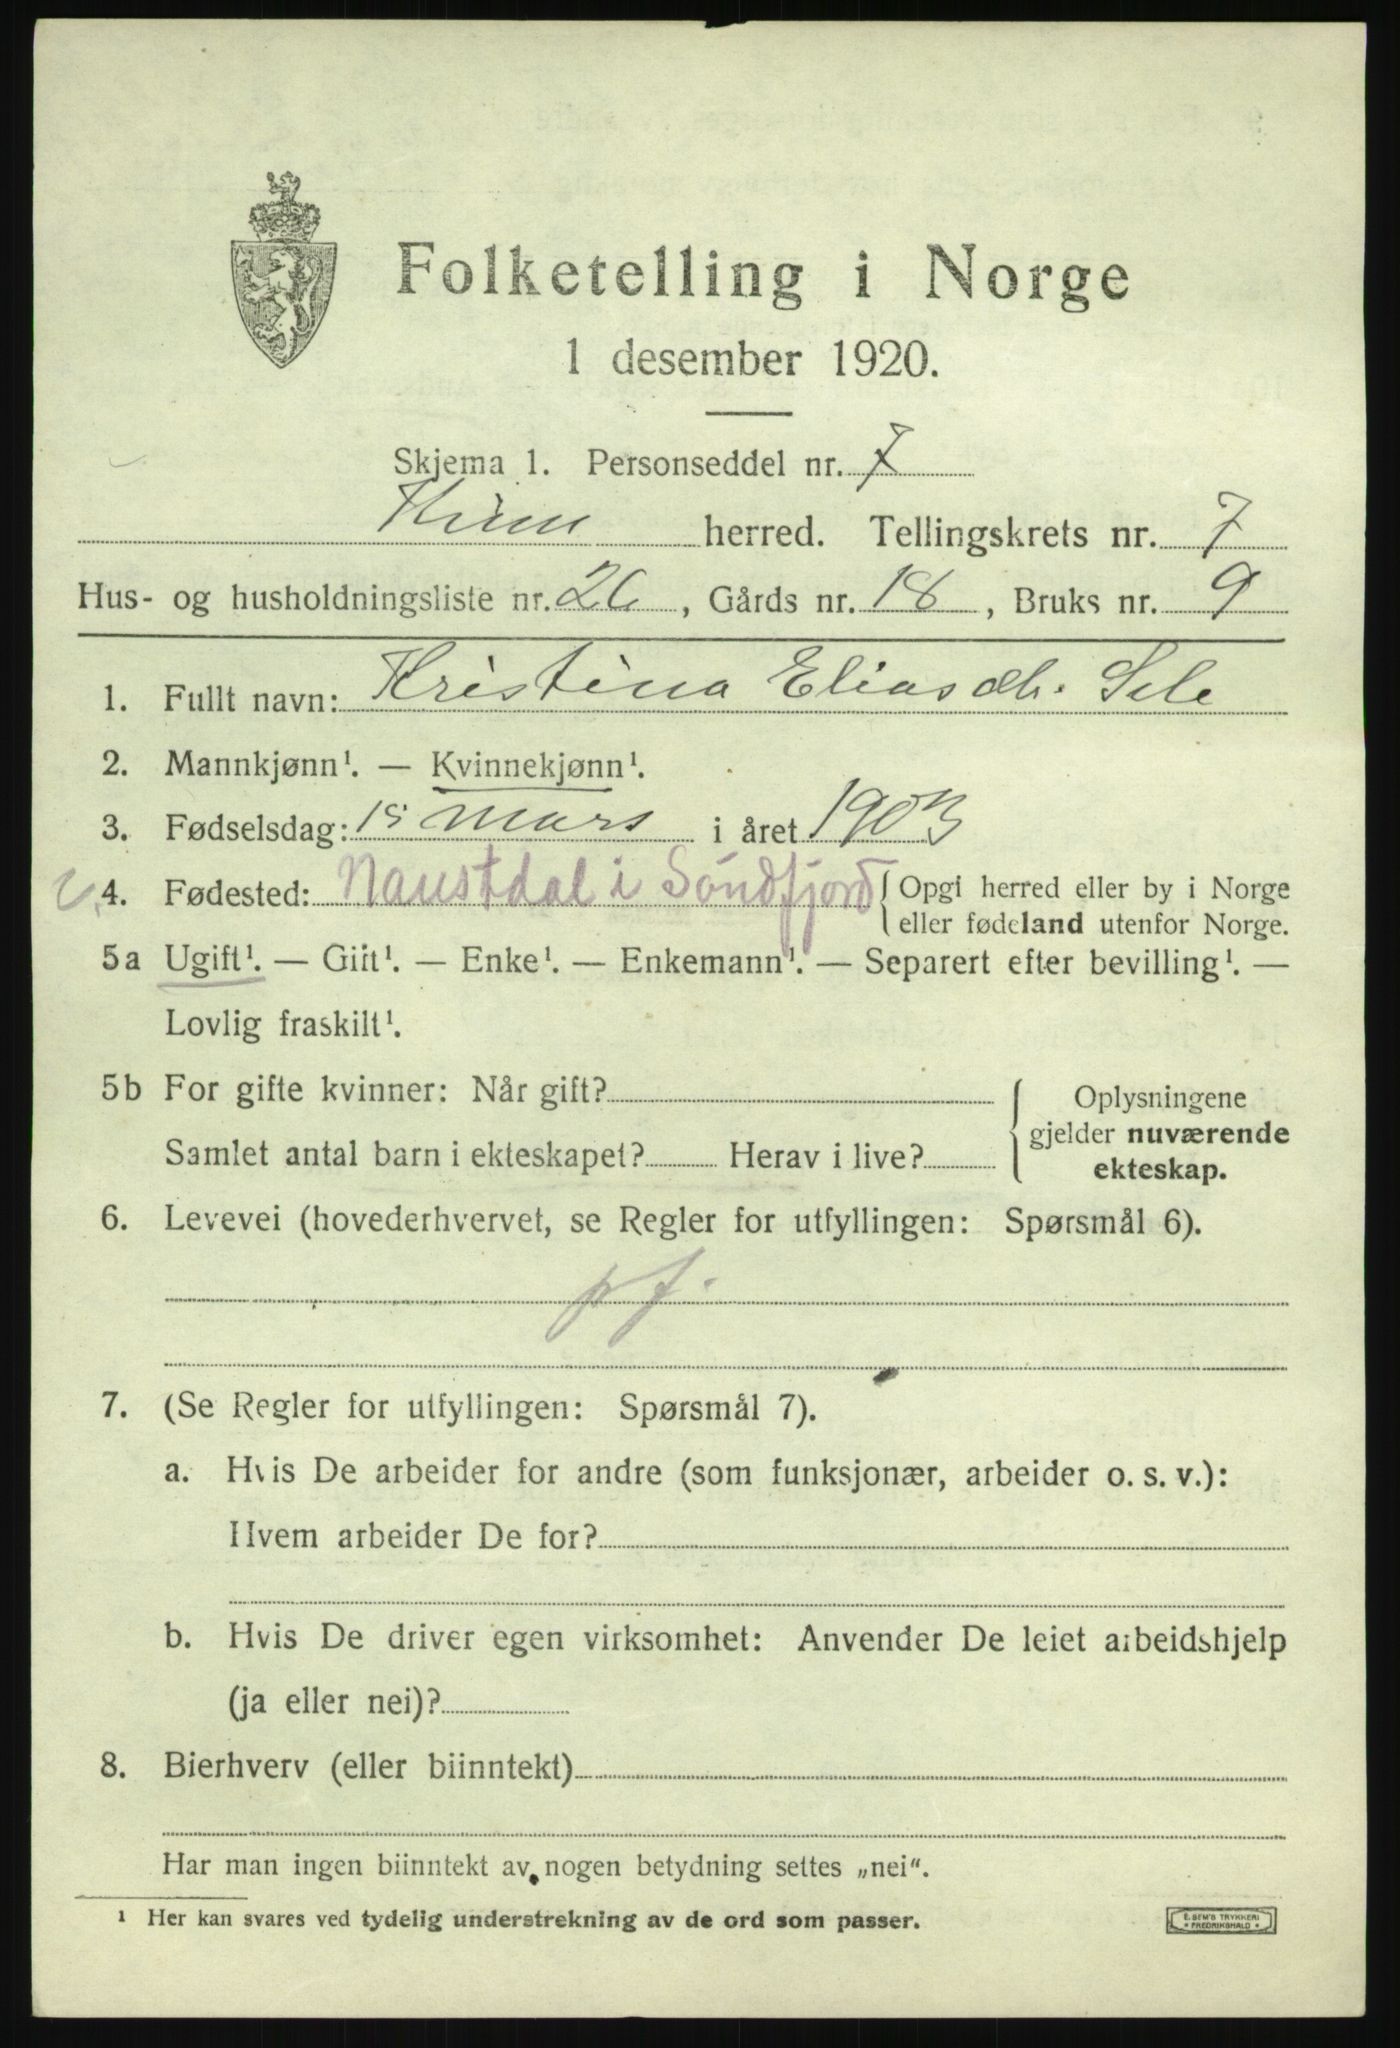 Folketelling i Norge
1 desember 1920.
Skjema 1. Personseddel nr. 7
Kinn herred. Tellingskrets nr. 7
Hus- og husholdningsliste nr. 26, Gårds nr. 18, Bruks nr. 9
1. Fullt navn: Kristina Eliasdh. Sele
2. Mannkjønn¹. — Kvinnekjønn¹.
3. Fødselsdag: 15 mars i året 1903
4. Fødested: Naustdal i Söndfjord { Opgi herred eller by i Norge
eller fødeland utenfor Norge.
5a Ugift¹. — Gift¹. — Enke¹. — Enkemann¹. — Separert efter bevilling¹. —
Lovlig fraskilt¹.
5b For gifte kvinner: Når gift? { Oplysningene
gjelder nuværende
Samlet antal barn i ekteskapet? Herav i live?
ekteskap.
6. Levevei (hovederhvervet, se Regler for utfyllingen: Spørsmål 6).
pf.
7. (Se Regler for utfyllingen: Spørsmål 7).
a. Hvis De arbeider for andre (som funksjonær, arbeider o. s. v.):
Hvem arbeider De for?
b. Hvis De driver egen virksomhet: Anvender De leiet arbeidshjelp
(ja eller nei)?
8. Bierhverv (eller biinntekt)
Har man ingen biinntekt av nogen betydning settes „nei".
¹ Her kan svares ved tydelig understrekning av de ord som passer.
E. SEM'S TRYKKERI
FREDRIKSHALD